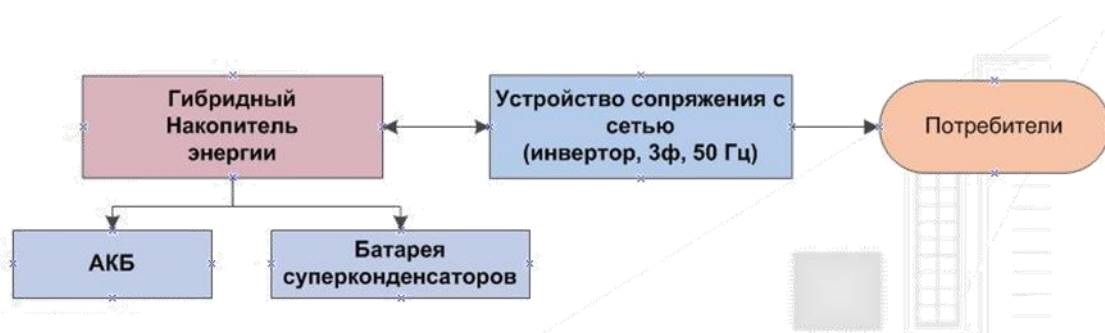 Гибридный
Накопитель
энергии
Устройство сопряжения с
сетью
(инвертор, 3ф, 50 Гц)
Потребители
АКБ
Батарея
суперконденсаторов